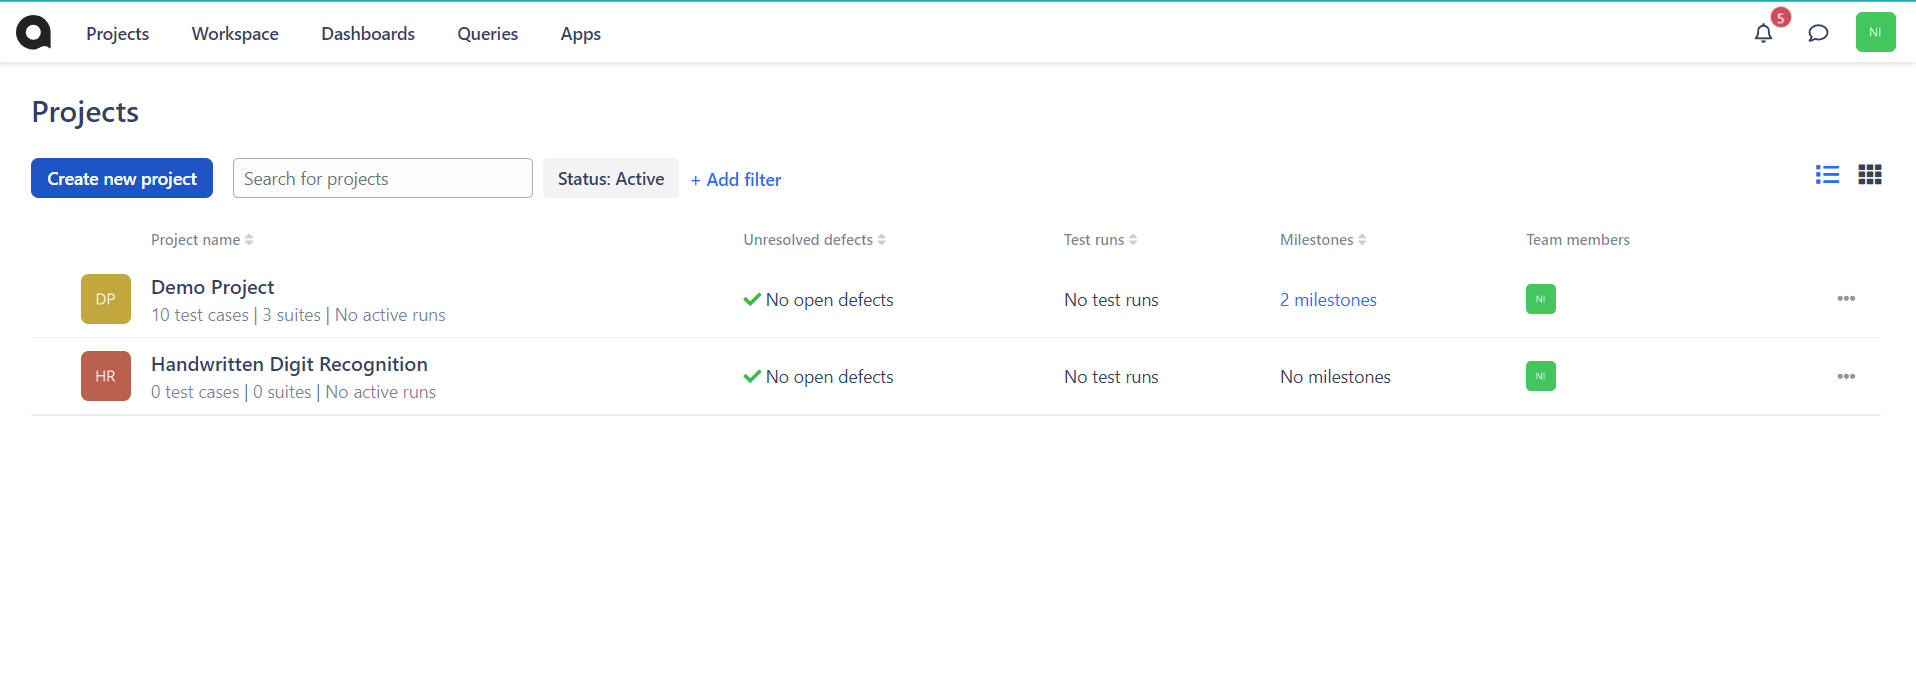 Projects Workspace Dashboards Queries Apps 5 NI
Projects
Create new project Search for projects Status: Active + Add filter
Project name Unresolved defects Test runs Milestones Team members
DP Demo Project
10 test cases | 3 suites | No active runs No open defects No test runs 2 milestones NI
HR Handwritten Digit Recognition
0 test cases | 0 suites | No active runs No open defects No test runs No milestones NI